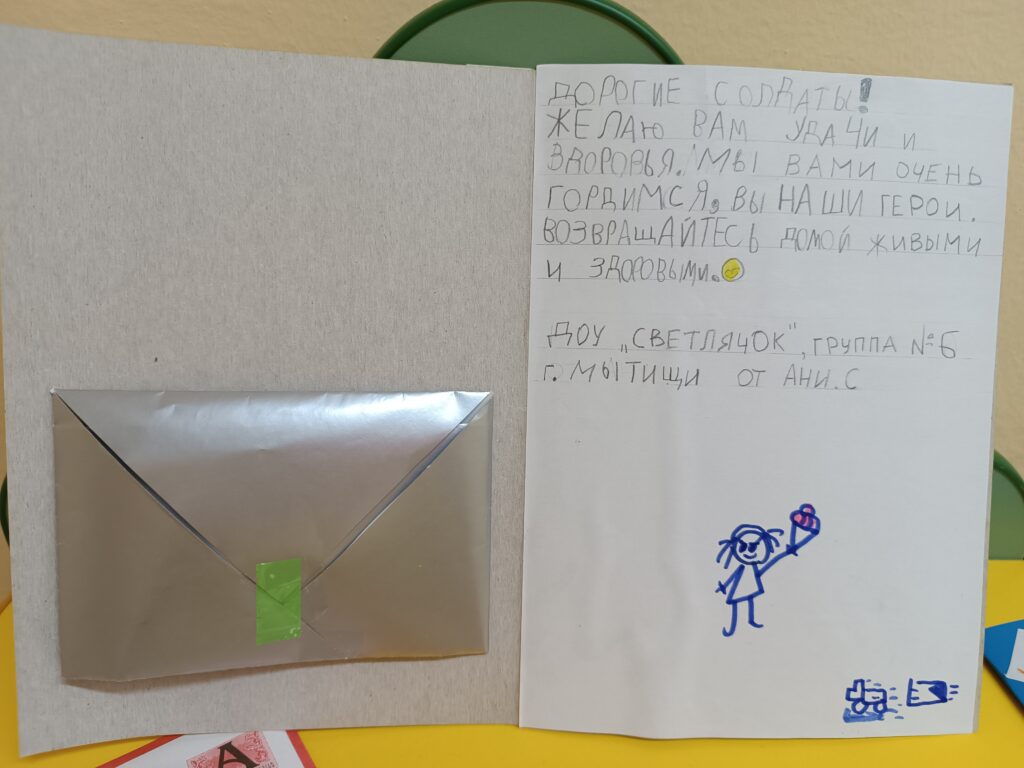 ДОРОГИЕ СОЛДАТЫ!
ЖЕЛАЮ ВАМ УДАЧИ И
ЗДОРОВЬЯ. МЫ ВАМИ ОЧЕНЬ
ГОРДИМСЯ, ВЫ НАШИ ГЕРОИ.
ВОЗВРАЩАЙТЕСЬ ДОМОЙ ЖИВЫМИ
И ЗДОРОВЫМИ.
ДОУ „СВЕТЛЯЧОК", ГРУППА №6
г. МЫТИЩИ ОТ АНИ.С
А